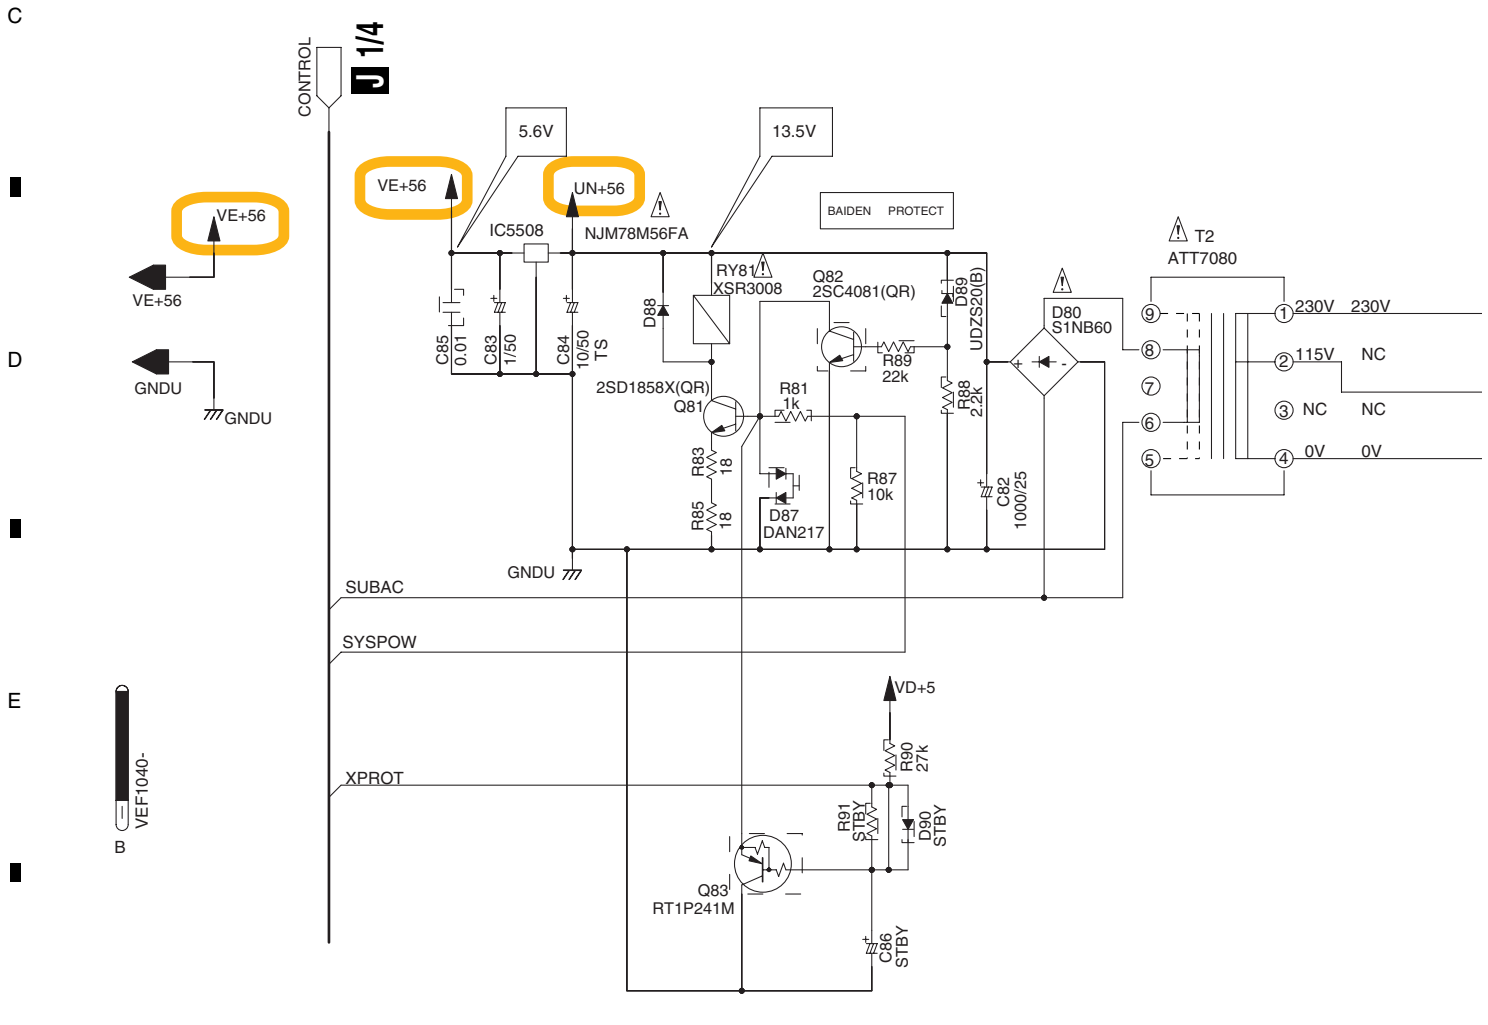 C
CONTROL
J 1/4
5.6V
13.5V
VE+56
UN+56
VE+56
BAIDEN PROTECT
IC5508
NJM78M56FA
T2
ATT7080
VE+56
RY81
XSR3008
Q82
2SC4081(QR)
D89
UDZS20(B)
D80
S1NB60
9
1
230V 230V
D88
C85
0.01
C83
1/50
C84
10/50
TS
R89
22k
+
-
8
2
115V NC
D
GNDU
GNDU
2SD1858X(QR)
Q81
R81
1k
R88
2.2k
7
3
NC NC
6
5
4
0V 0V
R83
18
R87
10k
C82
1000/25
R85
18
D87
DAN217
GNDU
SUBAC
SYSPOW
E
VD+5
R90
27k
VEF1040-
XPROT
R91
STBY
D90
STBY
B
Q83
RT1P241M
C86
STBY